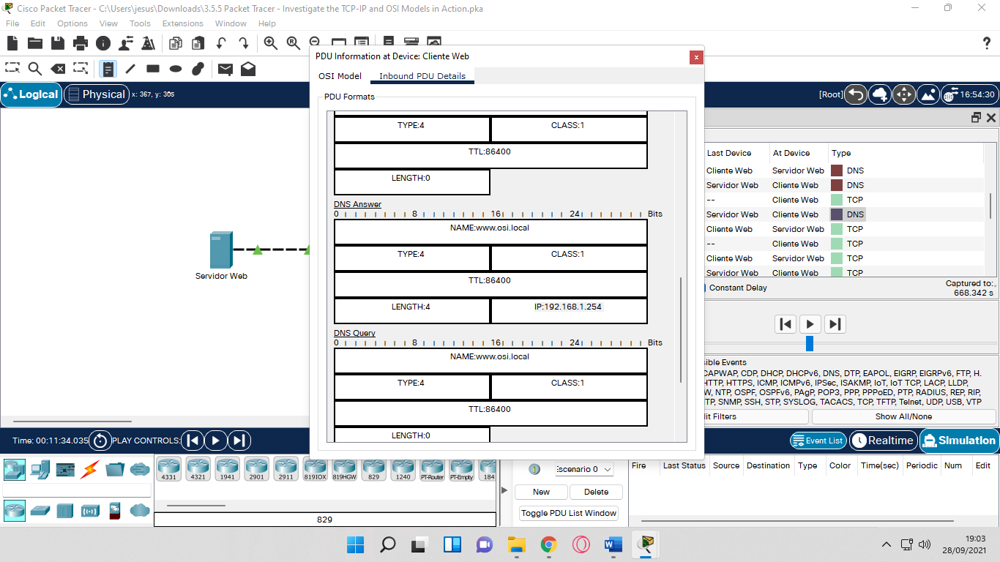 Cisco Packet Tracer - C:\Users\jesus\Downloads\3.5.5 Packet Tracer - Investigate the TCP-IP and OSI Models in Action.pka
File Edit Options View Tools Extensions Window Help
PDU Information at Device: Cliente Web
OSI Model Inbound PDU Details
PDU Formats
Logical Physical x: 367, y: 305
[Root] 16:54:30
TYPE:4 CLASS:1
TTL:86400
LENGTH:0
DNS Answer
0 8 16 24 Bits
NAME:www.osi.local
TYPE:4 CLASS:1
TTL:86400
LENGTH:4 IP:192.168.1.254
DNS Query
0 8 16 24 Bits
NAME:www.osi.local
TYPE:4 CLASS:1
TTL:86400
LENGTH:0
Servidor Web
Last Device At Device Type
Cliente Web Servidor Web DNS
Servidor Web Cliente Web DNS
-- Cliente Web TCP
Servidor Web Cliente Web DNS
Cliente Web Servidor Web TCP
-- Cliente Web TCP
Cliente Web Servidor Web TCP
Servidor Web Cliente Web TCP
Constant Delay
Captured to:
668.342 s
sible Events
CAPWAP, CDP, DHCP, DHCPv6, DNS, DTP, EAPOL, EIGRP, EIGRPv6, FTP, H.
HTTP, HTTPS, ICMP, ICMPv6, IPSec, ISAKMP, IoT, IoT TCP, LACP, LLDP,
W, NTP, OSPF, OSPFv6, PAgP, POP3, PPP, PPPoED, PTP, RADIUS, REP, RIP,
TP, SNMP, SSH, STP, SYSLOG, TACACS, TCP, TFTP, Telnet, UDP, USB, VTP
dit Filters Show All/None
Time: 00:11:34.035 PLAY CONTROLS:
Event List Realtime Simulation
4331 4321 1941 2901 2911 819IOX 819HGW 829 1240 PT-Router PT-Empty 184
829
Escenario 0
New Delete
Toggle PDU List Window
Fire Last Status Source Destination Type Color Time(sec) Periodic Num Edit
19:03
28/09/2021